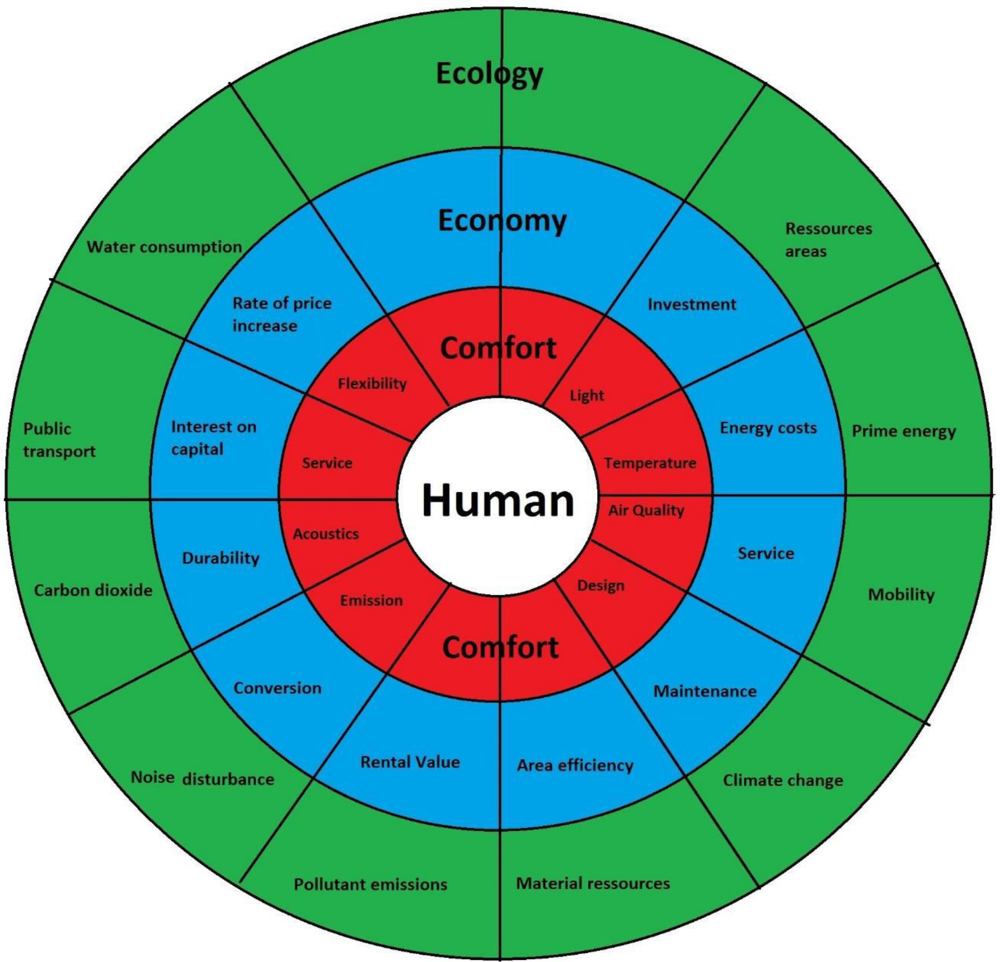 Ecology
Economy
Comfort
Human
Comfort
Light
Temperature
Air Quality
Design
Emission
Acoustics
Service
Flexibility
Investment
Energy costs
Service
Maintenance
Area efficiency
Rental Value
Conversion
Durability
Interest on
capital
Rate of price
increase
Ressources
areas
Prime energy
Mobility
Climate change
Material ressources
Pollutant emissions
Noise disturbance
Carbon dioxide
Public
transport
Water consumption